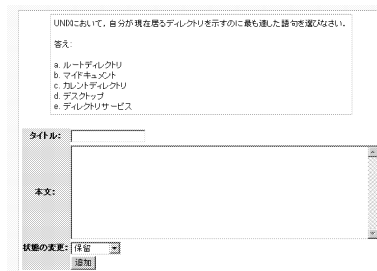 UNIXにおいて，自分が現在居るディレクトリを示すのに最も適した語句を選びなさい．
答え:
a. ルートディレクトリ
b. マイドキュメント
c. カレントディレクトリ
d. デスクトップ
e. ディレクトリサービス
タイトル:
本文:
状態の変更: 保留
追加